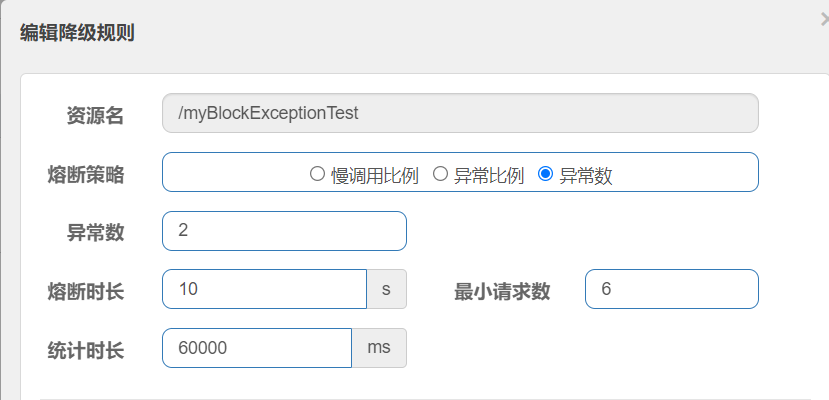 编辑降级规则
资源名 /myBlockExceptionTest
熔断策略 慢调用比例 异常比例 异常数
异常数 2
熔断时长 10 s 最小请求数 6
统计时长 60000 ms